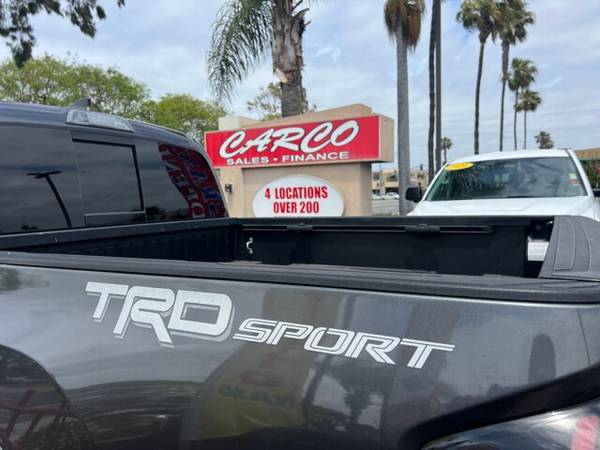 CARCO
SALES - FINANCE
4 LOCATIONS
OVER 200
TRD SPORT